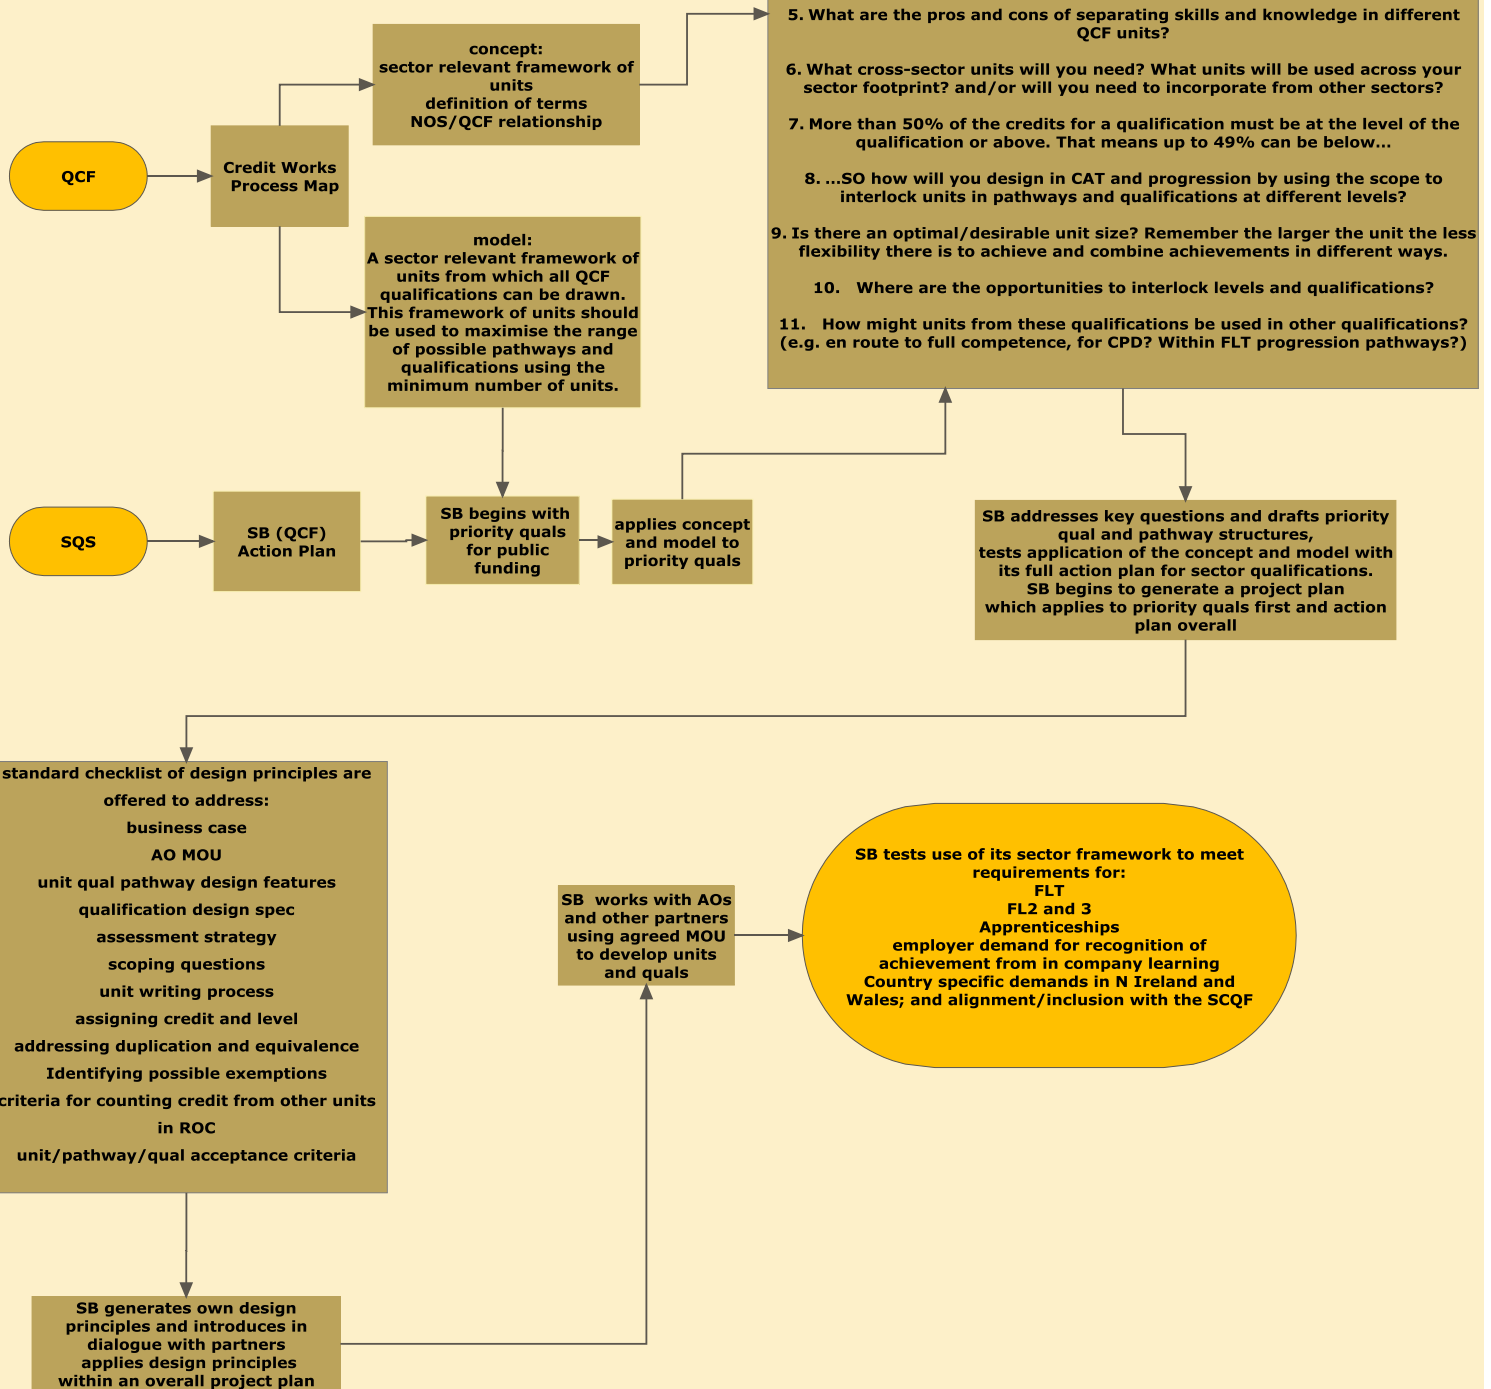 5. What are the pros and cons of separating skills and knowledge in different
QCF units?
6. What cross-sector units will you need? What units will be used across your
sector footprint? and/or will you need to incorporate from other sectors?
7. More than 50% of the credits for a qualification must be at the level of the
qualification or above. That means up to 49% can be below...
8. ...SO how will you design in CAT and progression by using the scope to
interlock units in pathways and qualifications at different levels?
9. Is there an optimal/desirable unit size? Remember the larger the unit the less
flexibility there is to achieve and combine achievements in different ways.
10. Where are the opportunities to interlock levels and qualifications?
11. How might units from these qualifications be used in other qualifications?
(e.g. en route to full competence, for CPD? Within FLT progression pathways?)
concept:
sector relevant framework of
units
definition of terms
NOS/QCF relationship
QCF
Credit Works
Process Map
model:
A sector relevant framework of
units from which all QCF
qualifications can be drawn.
This framework of units should
be used to maximise the range
of possible pathways and
qualifications using the
minimum number of units.
SQS
SB (QCF)
Action Plan
SB begins with
priority quals
for public
funding
applies concept
and model to
priority quals
SB addresses key questions and drafts priority
qual and pathway structures,
tests application of the concept and model with
its full action plan for sector qualifications.
SB begins to generate a project plan
which applies to priority quals first and action
plan overall
standard checklist of design principles are
offered to address:
business case
AO MOU
unit qual pathway design features
qualification design spec
assessment strategy
scoping questions
unit writing process
assigning credit and level
addressing duplication and equivalence
Identifying possible exemptions
criteria for counting credit from other units
in ROC
unit/pathway/qual acceptance criteria
SB works with AOs
and other partners
using agreed MOU
to develop units
and quals
SB tests use of its sector framework to meet
requirements for:
FLT
FL2 and 3
Apprenticeships
employer demand for recognition of
achievement from in company learning
Country specific demands in N Ireland and
Wales; and alignment/inclusion with the SCQF
SB generates own design
principles and introduces in
dialogue with partners
applies design principles
within an overall project plan